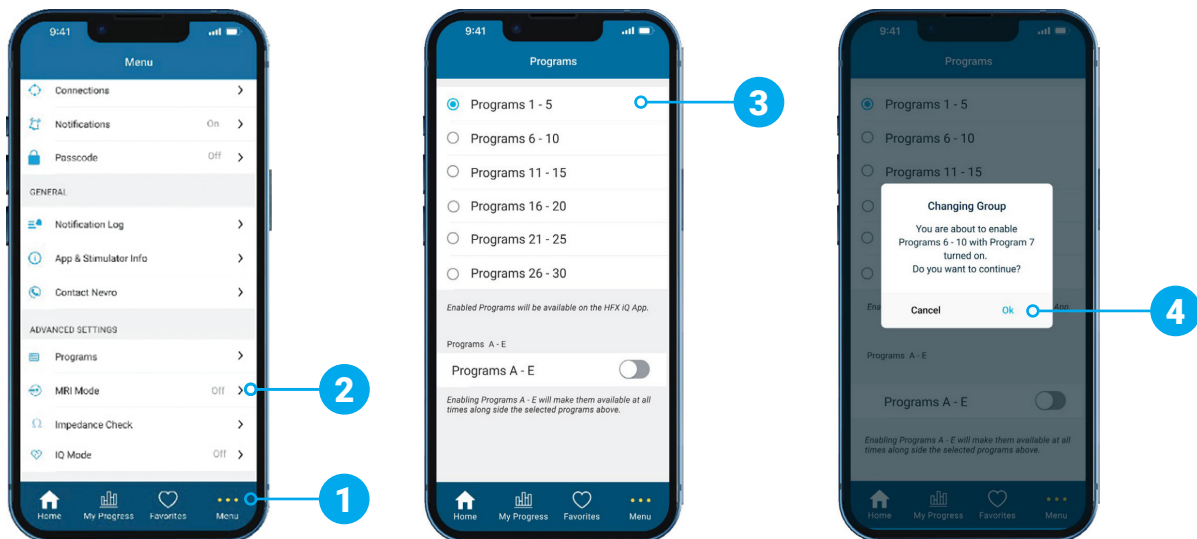 9:41
Menu
Connections
Notifications On
Passcode Off
GENERAL
Notification Log
App & Stimulator Info
Contact Nevro
ADVANCED SETTINGS
Programs
MRI Mode Off
2
Impedance Check
IQ Mode Off
1
Home My Progress Favorites Menu
9:41
Programs
Programs 1 - 5
3
Programs 6 - 10
Programs 11 - 15
Programs 16 - 20
Programs 21 - 25
Programs 26 - 30
Enabled Programs will be available on the HFX iQ App.
Programs A - E
Programs A - E
Enabling Programs A - E will make them available at all
times along side the selected programs above.
Home My Progress Favorites Menu
9:41
Programs
Programs 1 - 5
Programs 6 - 10
Programs 11 - 15
Changing Group
You are about to enable
Programs 6 - 10 with Program 7
turned on.
Do you want to continue?
Cancel Ok
4
Ena App.
Programs A - E
Programs A - E
Enabling Programs A - E will make them available at all
times along side the selected programs above.
Home My Progress Favorites Menu